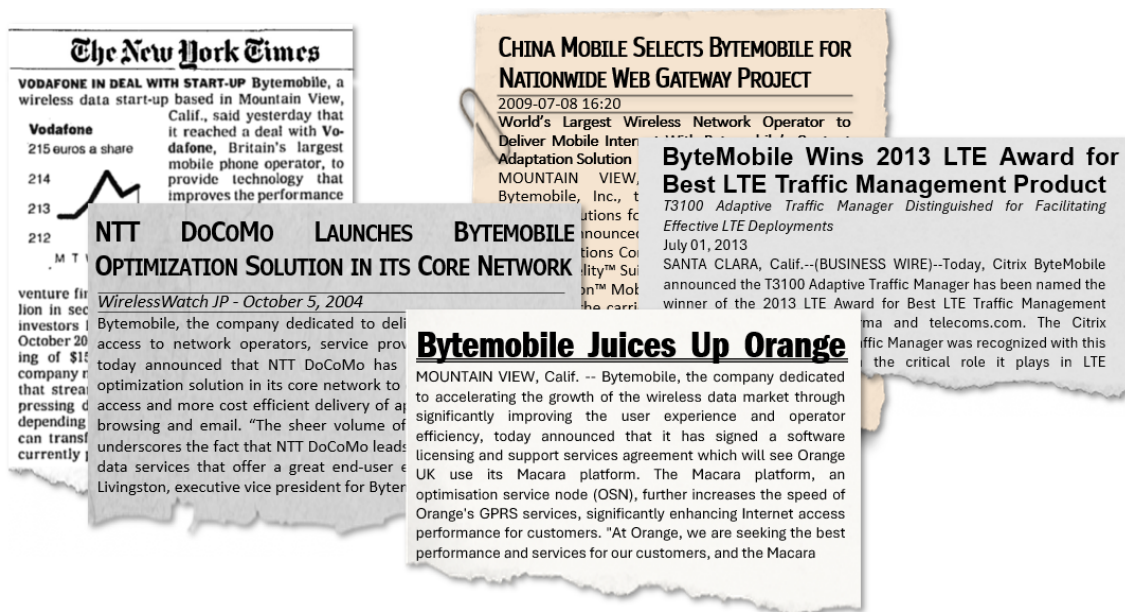 The New York Times
VODAFONE IN DEAL WITH START-UP Bytemobile, a
wireless data start-up based in Mountain View,
Calif., said yesterday that
it reached a deal with Vo-
dafone, Britain's largest
mobile phone operator, to
provide technology that
improves the performance
Vodafone
215 euros a share
214
213
212
M T
venture
lion in sec
investors
October 20
ing of
company
that strea
pressing d
depending
can transf
currently
CHINA MOBILE SELECTS BYTEMOBILE FOR
NATIONWIDE WEB GATEWAY PROJECT
2009-07-08 16:20
World's Largest Wireless Network Operator to
Deliver Mobile Inter
Adaptation Solution
MOUNTAIN VIEW,
Bytemobile, Inc., t
utions fo
nnounced
tions Co
elity™ Sui
on™ Mob
he carri
ByteMobile Wins 2013 LTE Award for
Best LTE Traffic Management Product
T3100 Adaptive Traffic Manager Distinguished for Facilitating
Effective LTE Deployments
July 01, 2013
SANTA CLARA, Calif.--(BUSINESS WIRE)--Today, Citrix ByteMobile
announced the T3100 Adaptive Traffic Manager has been named the
winner of the 2013 LTE Award for Best LTE Traffic Management
rma and telecoms.com. The Citrix
affic Manager was recognized with this
the critical role it plays in LTE
NTT DOCOMO LAUNCHES BYTEMOBILE
OPTIMIZATION SOLUTION IN ITS CORE NETWORK
WirelessWatch JP - October 5, 2004
Bytemobile, the company dedicated to deli
access to network operators, service prov
today announced that NTT DoCoMo has
optimization solution in its core network to
access and more cost efficient delivery of ap
browsing and email. “The sheer volume of
underscores the fact that NTT DoCoMo leads
data services that offer a great end-user e
Livingston, executive vice president for Byter
Bytemobile Juices Up Orange
MOUNTAIN VIEW, Calif. -- Bytemobile, the company dedicated
to accelerating the growth of the wireless data market through
significantly improving the user experience and operator
efficiency, today announced that it has signed a software
licensing and support services agreement which will see Orange
UK use its Macara platform. The Macara platform, an
optimisation service node (OSN), further increases the speed of
Orange's GPRS services, significantly enhancing Internet access
performance for customers. "At Orange, we are seeking the best
performance and services for our customers, and the Macara